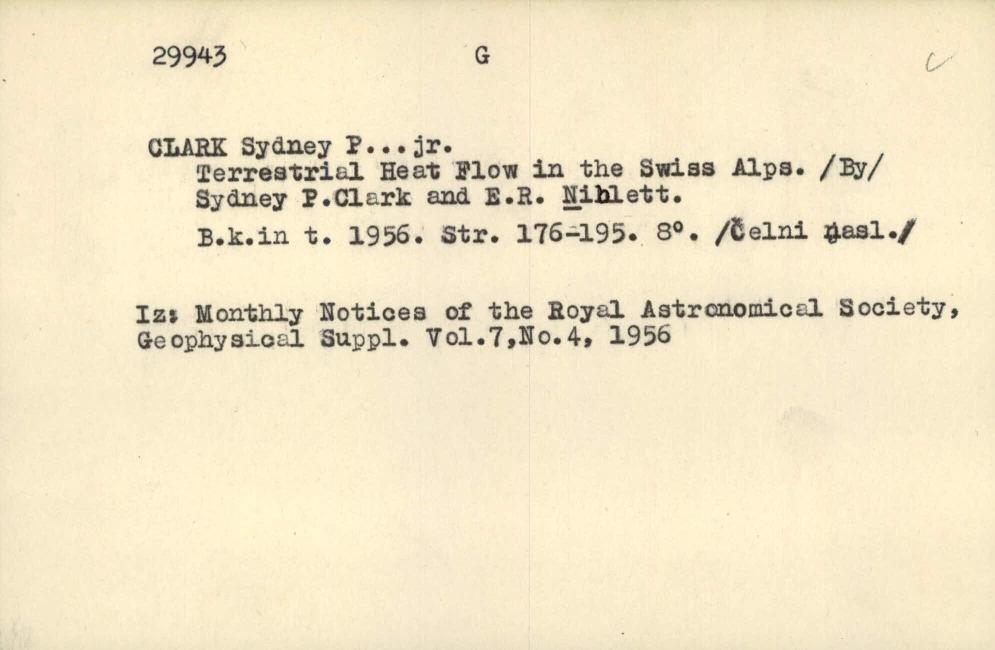 29943 G
CLARK Sydney P...jr.
Terrestrial Heat Flow in the Swiss Alps. /By/
Sydney P.Clark and E.R. Niblett.
B.k.in t. 1956. Str. 176-195. 8°. /Čelni nasl./
Iz: Monthly Notices of the Royal Astronomical Society,
Geophysical Suppl. Vol.7,No.4, 1956